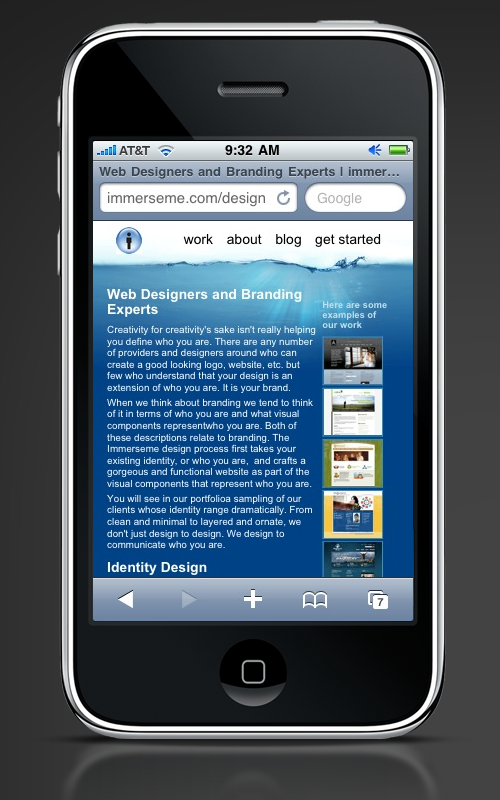 AT&T 9:32 AM
Web Designers and Branding Experts | immer...
immerseme.com/design Google
work about blog get started
Web Designers and Branding
Experts
Creativity for creativity's sake isn't really helping
you define who you are. There are any number
of providers and designers around who can
create a good looking logo, website, etc. but
few who understand that your design is an
extension of who you are. It is your brand.
When we think about branding we tend to think
of it in terms of who you are and what visual
components representwho you are. Both of
these descriptions relate to branding. The
Immerseme design process first takes your
existing identity, or who you are, and crafts a
gorgeous and functional website as part of the
visual components that represent who you are.
You will see in our portfolioa sampling of our
clients whose identity range dramatically. From
clean and minimal to layered and ornate, we
don't just design to design. We design to
communicate who you are.
Identity Design
Here are some
examples of
our work
7